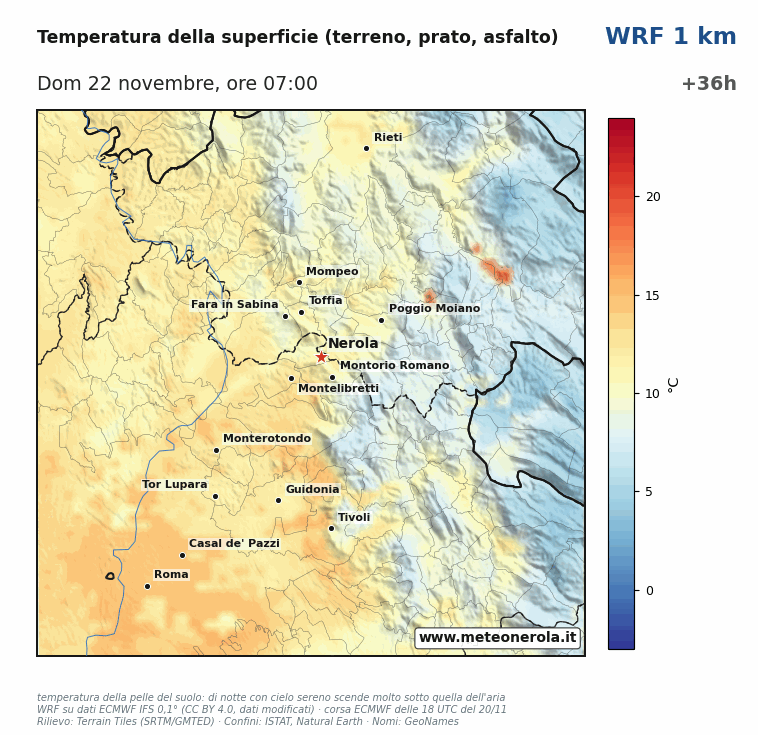 Temperatura della superficie (terreno, prato, asfalto)
WRF 1 km
Dom 22 novembre, ore 07:00
+36h
Rieti
Mompeo
Fara in Sabina
Toffia
Poggio Moiano
Nerola
Montorio Romano
Montelibretti
Monterotondo
Tor Lupara
Guidonia
Tivoli
Casal de' Pazzi
Roma
www.meteonerola.it
20
15
10
5
0
°C
temperatura della pelle del suolo: di notte con cielo sereno scende molto sotto quella dell'aria
WRF su dati ECMWF IFS 0,1° (CC BY 4.0, dati modificati) · corsa ECMWF delle 18 UTC del 20/11
Rilievo: Terrain Tiles (SRTM/GMTED) · Confini: ISTAT, Natural Earth · Nomi: GeoNames